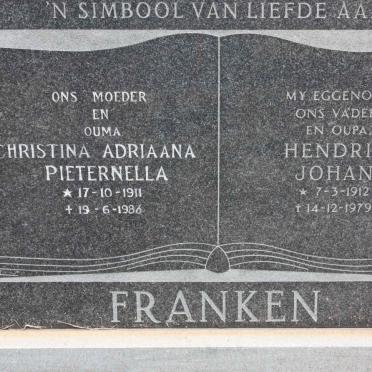 'N SIMBOOL VAN LIEFDE AA
ONS MOEDER
EN
OUMA
CHRISTINA ADRIAANA
PIETERNELLA
★ 17-10-1911
✝ 19-6-1986
MY EGGENO
ONS VADER
EN OUPA,
HENDRI
JOHAN
★ 7-3-1912
✝ 14-12-1979
FRANKEN